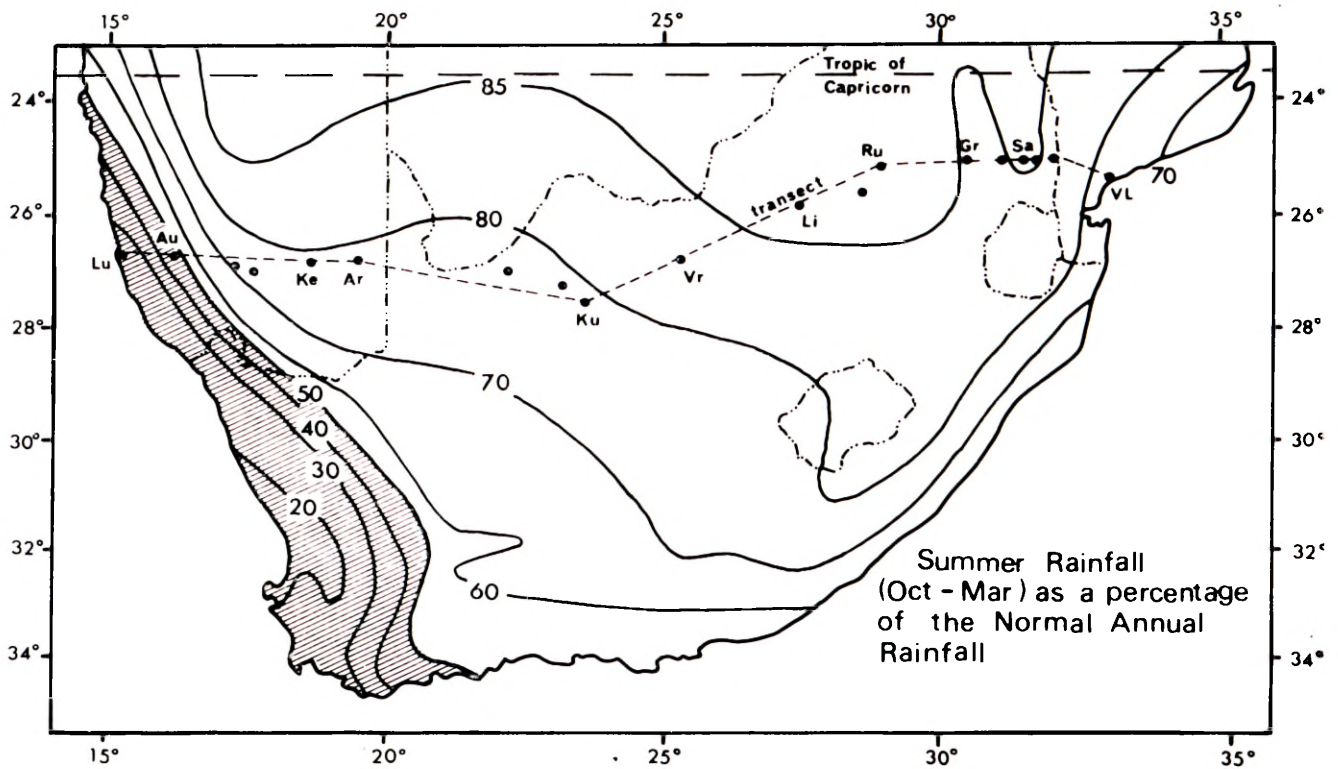 15° 20° 25° 30° 35°
Tropic of
Capricorn
24° 85 24°
Ru Gr Sa
transect
VL 70
26° 80 Li 26°
Au
Lu Ke Ar Vr
Ku
28° 28°
70
50
40
30° 30°
30
20
32° 32°
60
Summer Rainfall
(Oct - Mar) as a percentage
of the Normal Annual
Rainfall
34° 34°
15° 20° 25° 30° 35°